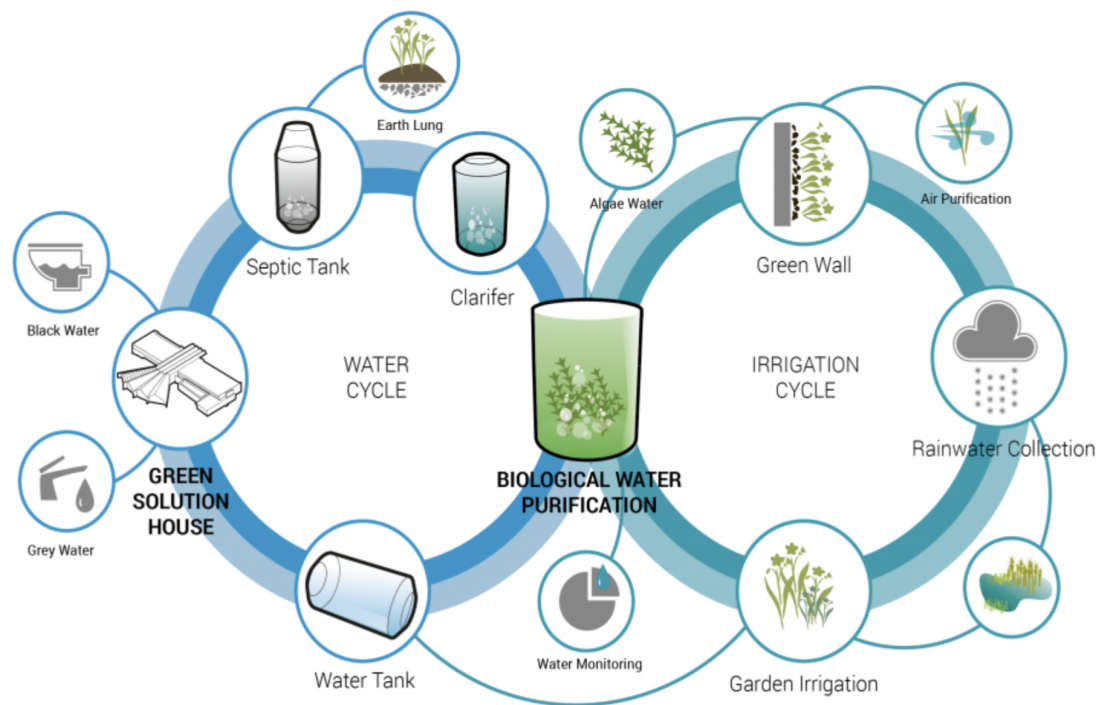 Earth Lung
Algae Water
Air Purification
Septic Tank
Clarifer
Green Wall
Black Water
WATER
CYCLE
IRRIGATION
CYCLE
Rainwater Collection
GREEN
SOLUTION
HOUSE
BIOLOGICAL WATER
PURIFICATION
Grey Water
Water Monitoring
Water Tank
Garden Irrigation